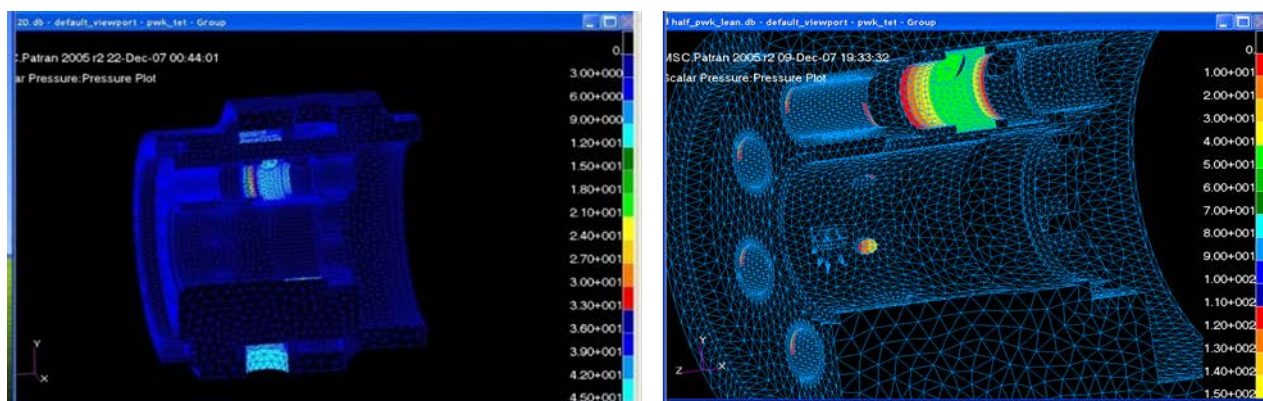 20.db - default_viewport - pwk_tet - Group
C.Patran 2005 r2 22-Dec-07 00:44:01
ar Pressure:Pressure Plot
0.
3.00+000
6.00+000
9.00+000
1.20+001
1.50+001
1.80+001
2.10+001
2.40+001
2.70+001
3.00+001
3.30+001
3.60+001
3.90+001
4.20+001
4.50+001
Y
Z
X
half_pwk_lean.db - default_viewport - pwk_tet - Group
MSC.Patran 2005 r2 09-Dec-07 19:33:32
Scalar Pressure:Pressure Plot
0.
1.00+001
2.00+001
3.00+001
4.00+001
5.00+001
6.00+001
7.00+001
8.00+001
9.00+001
1.00+002
1.10+002
1.20+002
1.30+002
1.40+002
1.50+002
Y
Z
X